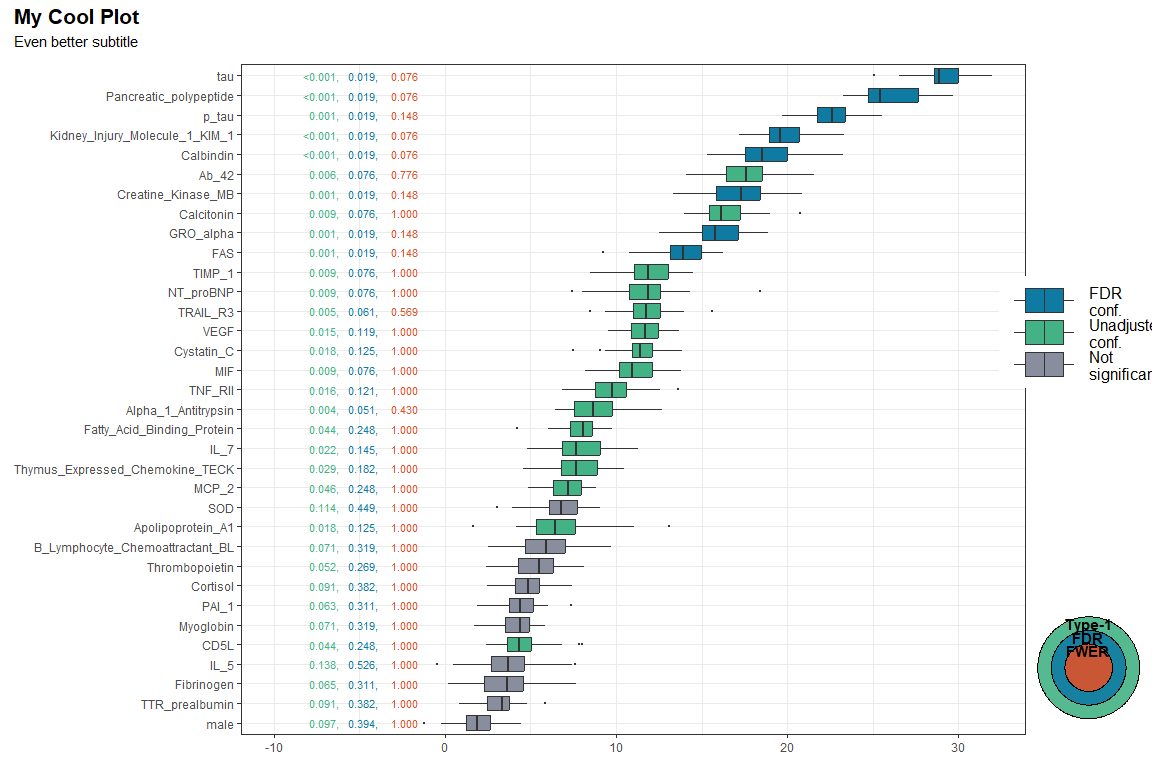 My Cool Plot
Even better subtitle
tau <0.001, 0.019, 0.076
Pancreatic_polypeptide <0.001, 0.019, 0.076
p_tau 0.001, 0.019, 0.148
Kidney_Injury_Molecule_1_KIM_1 <0.001, 0.019, 0.076
Calbindin <0.001, 0.019, 0.076
Ab_42 0.006, 0.076, 0.776
Creatine_Kinase_MB 0.001, 0.019, 0.148
Calcitonin 0.009, 0.076, 1.000
GRO_alpha 0.001, 0.019, 0.148
FAS 0.001, 0.019, 0.148
TIMP_1 0.009, 0.076, 1.000
NT_proBNP 0.009, 0.076, 1.000
TRAIL_R3 0.005, 0.061, 0.569
VEGF 0.015, 0.119, 1.000
Cystatin_C 0.018, 0.125, 1.000
MIF 0.009, 0.076, 1.000
TNF_RII 0.016, 0.121, 1.000
Alpha_1_Antitrypsin 0.004, 0.051, 0.430
Fatty_Acid_Binding_Protein 0.044, 0.248, 1.000
IL_7 0.022, 0.145, 1.000
Thymus_Expressed_Chemokine_TECK 0.029, 0.182, 1.000
MCP_2 0.046, 0.248, 1.000
SOD 0.114, 0.449, 1.000
Apolipoprotein_A1 0.018, 0.125, 1.000
B_Lymphocyte_Chemoattractant_BL 0.071, 0.319, 1.000
Thrombopoietin 0.052, 0.269, 1.000
Cortisol 0.091, 0.382, 1.000
PAI_1 0.063, 0.311, 1.000
Myoglobin 0.071, 0.319, 1.000
CD5L 0.044, 0.248, 1.000
IL_5 0.138, 0.526, 1.000
Fibrinogen 0.065, 0.311, 1.000
TTR_prealbumin 0.091, 0.382, 1.000
male 0.097, 0.394, 1.000
-10 0 10 20 30
FDR
conf.
Unadjuste
conf.
Not
significar
Type-1
FDR
FWER